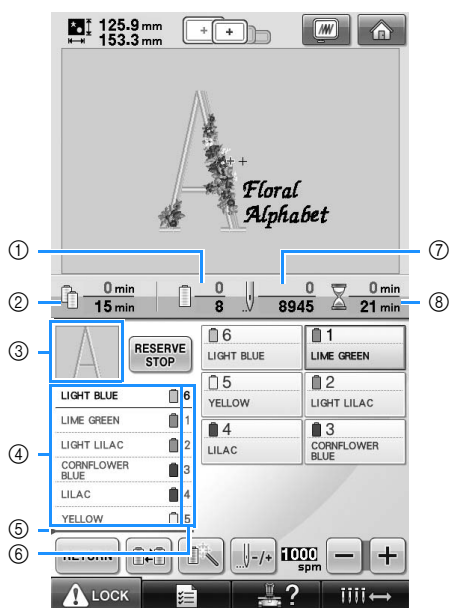 125.9 mm
153.3 mm
+ +
Floral
Alphabet
① ⑦
0 min 0 0 0 min
② 15 min 8 8945 21 min ⑧
③
RESERVE
STOP
6
LIGHT BLUE
1
LIME GREEN
5
YELLOW
2
LIGHT LILAC
4
LILAC
3
CORNFLOWER
BLUE
④
LIGHT BLUE 6
LIME GREEN 1
LIGHT LILAC 2
CORNFLOWER
BLUE 3
LILAC 4
YELLOW 5
⑤
⑥
RETURN
-/+
1000
spm
− +
LOCK
?